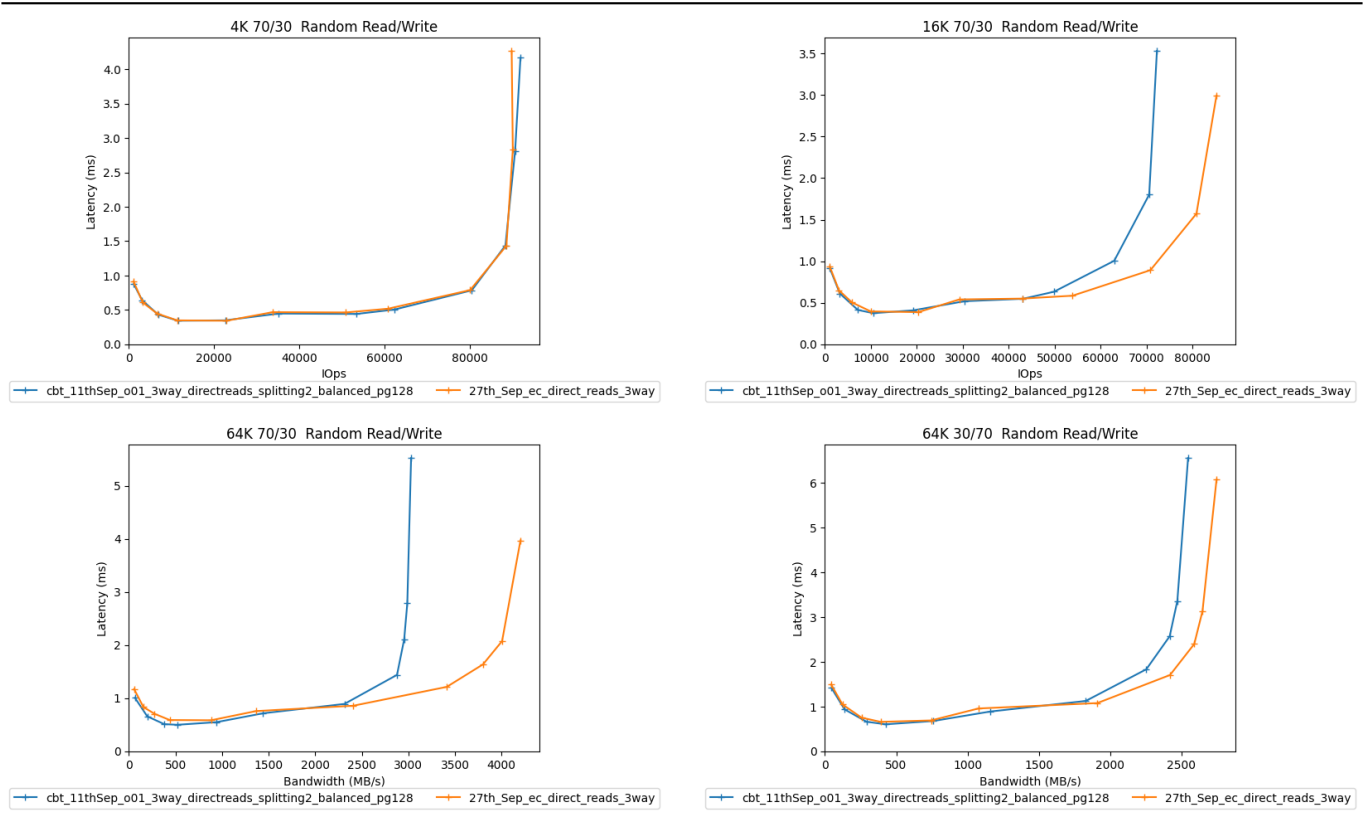 4K 70/30 Random Read/Write
4.0
3.5
3.0
2.5
2.0
1.5
1.0
0.5
0.0
Latency (ms)
0 20000 40000 60000 80000
IOps
cbt_11thSep_o01_3way_directreads_splitting2_balanced_pg128 27th_Sep_ec_direct_reads_3way
16K 70/30 Random Read/Write
3.5
3.0
2.5
2.0
1.5
1.0
0.5
0.0
Latency (ms)
0 10000 20000 30000 40000 50000 60000 70000 80000
IOps
cbt_11thSep_o01_3way_directreads_splitting2_balanced_pg128 27th_Sep_ec_direct_reads_3way
64K 70/30 Random Read/Write
5
4
3
2
1
0
Latency (ms)
0 500 1000 1500 2000 2500 3000 3500 4000
Bandwidth (MB/s)
cbt_11thSep_o01_3way_directreads_splitting2_balanced_pg128 27th_Sep_ec_direct_reads_3way
64K 30/70 Random Read/Write
6
5
4
3
2
1
0
Latency (ms)
0 500 1000 1500 2000 2500
Bandwidth (MB/s)
cbt_11thSep_o01_3way_directreads_splitting2_balanced_pg128 27th_Sep_ec_direct_reads_3way